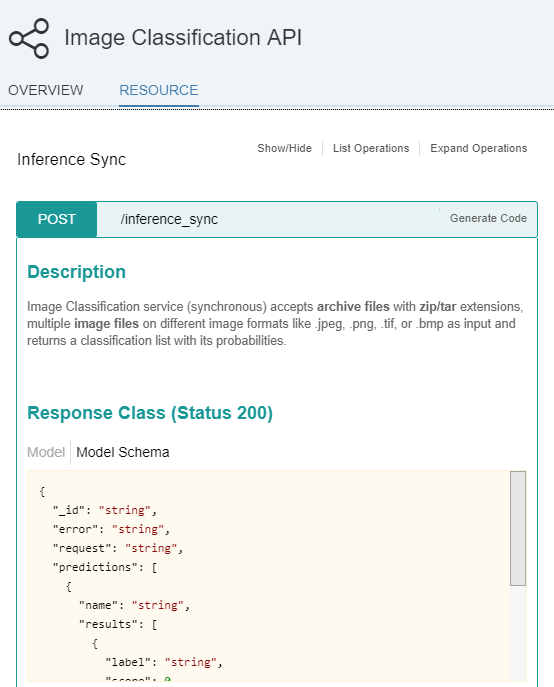 Image Classification API
OVERVIEW RESOURCE
Inference Sync Show/Hide List Operations Expand Operations
POST /inference_sync Generate Code
Description
Image Classification service (synchronous) accepts archive files with zip/tar extensions,
multiple image files on different image formats like .jpeg, .png, .tif, or .bmp as input and
returns a classification list with its probabilities.
Response Class (Status 200)
Model Model Schema
{
"_id": "string",
"error": "string",
"request": "string",
"predictions": [
{
"name": "string",
"results": [
{
"label": "string",
"score": 0